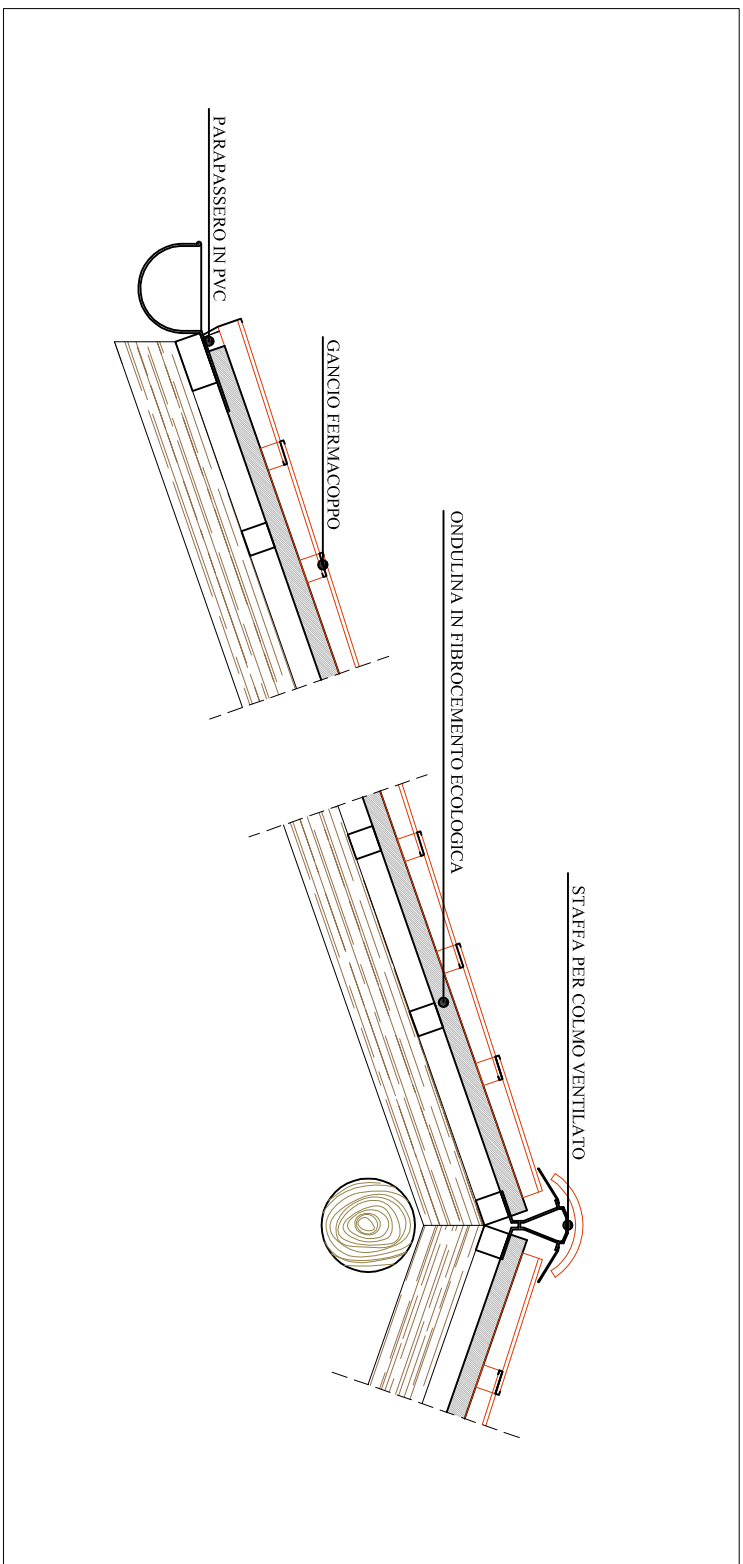 PARAPASSERO IN PVC
GANCIO FERMACOPPO
ONDULINA IN FIBROCEMENTO ECOLOGICA
STAFFA PER COLMO VENTILATO